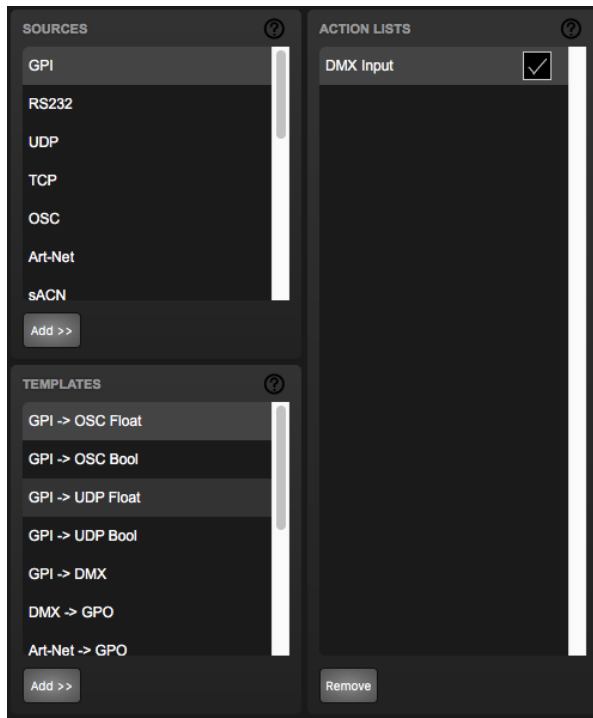 SOURCES
GPI
RS232
UDP
TCP
OSC
Art-Net
sACN
Add >>
TEMPLATES
GPI -> OSC Float
GPI -> OSC Bool
GPI -> UDP Float
GPI -> UDP Bool
GPI -> DMX
DMX -> GPO
Art-Net -> GPO
Add >>
ACTION LISTS
DMX Input
Remove